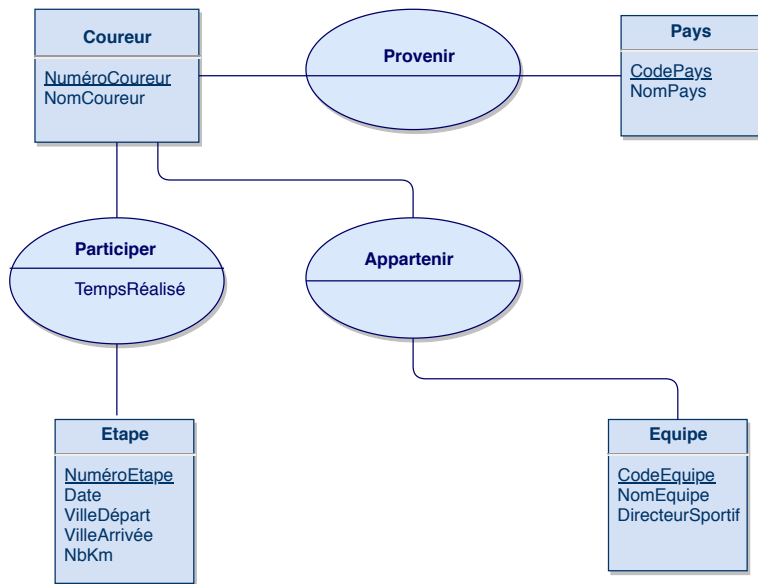 Coureur
NuméroCoureur
NomCoureur
Provenir
Pays
CodePays
NomPays
Participer
TempsRéalisé
Appartenir
Etape
NuméroEtape
Date
VilleDépart
VilleArrivée
NbKm
Equipe
CodeEquipe
NomEquipe
DirecteurSportif